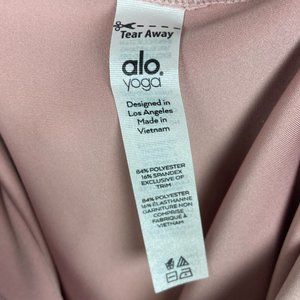 Tear Away
alo
yoga
Designed in
Los Angeles
Made in
Vietnam
84% POLYESTER
16% SPANDEX
EXCLUSIVE OF
TRIM
84% POLYESTER
16% ÉLASTHANNE
GARNITURE NON
COMPRISE
FABRIQUÉ À
VIETNAM